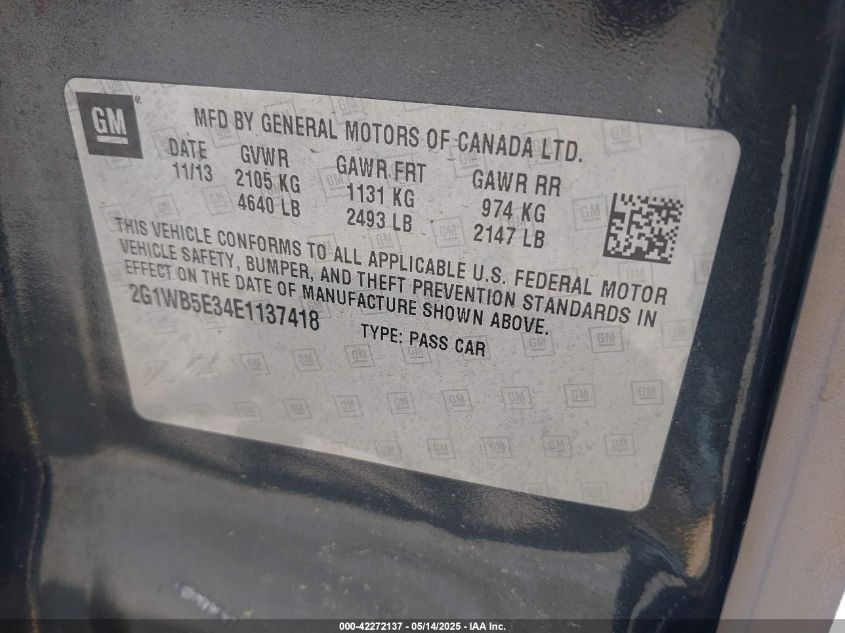 GM
MFD BY GENERAL MOTORS OF CANADA LTD.
DATE GVWR GAWR FRT GAWR RR
11/13 2105 KG 1131 KG 974 KG
4640 LB 2493 LB 2147 LB
THIS VEHICLE CONFORMS TO ALL APPLICABLE U.S. FEDERAL MOTOR
VEHICLE SAFETY, BUMPER, AND THEFT PREVENTION STANDARDS IN
EFFECT ON THE DATE OF MANUFACTURE SHOWN ABOVE.
2G1WB5E34E1137418 TYPE: PASS CAR
000-42272137 - 05/14/2025 - IAA Inc.